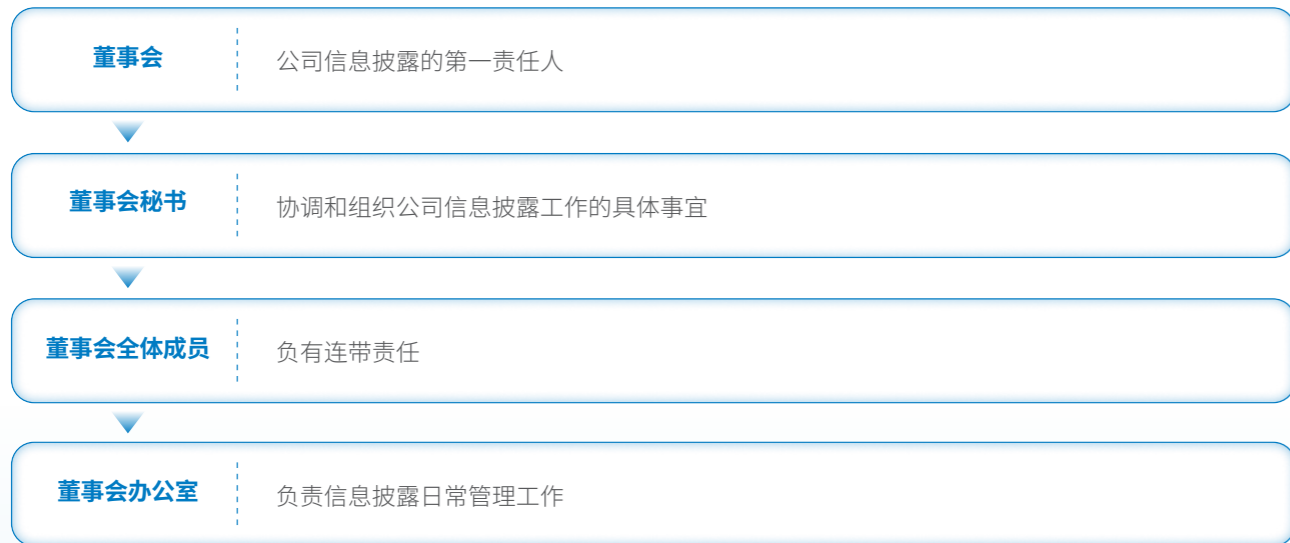 董事会
公司信息披露的第一责任人
董事会秘书
协调和组织公司信息披露工作的具体事宜
董事会全体成员
负有连带责任
董事会办公室
负责信息披露日常管理工作